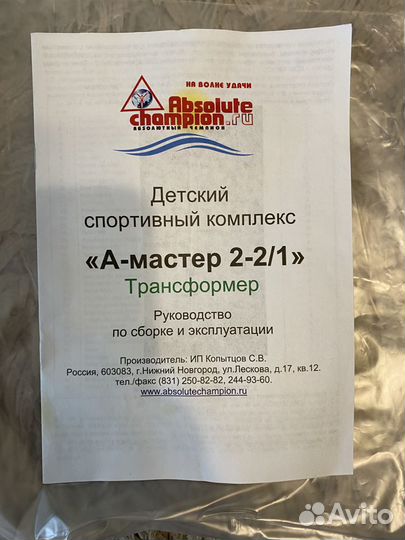 НА ВОЛНЕ УДАЧИ
Absolute
champion.ru
АБСОЛЮТНЫЙ ЧЕМПИОН
Детский
спортивный комплекс
«А-мастер 2-2/1»
Трансформер
Руководство
по сборке и эксплуатации
Производитель: ИП Копытцов С.В.
Россия, 603083, г.Нижний Новгород, ул.Лескова, д.17, кв.12.
тел./факс (831) 250-82-82, 244-93-60.
www.absolutechampion.ru
Avito